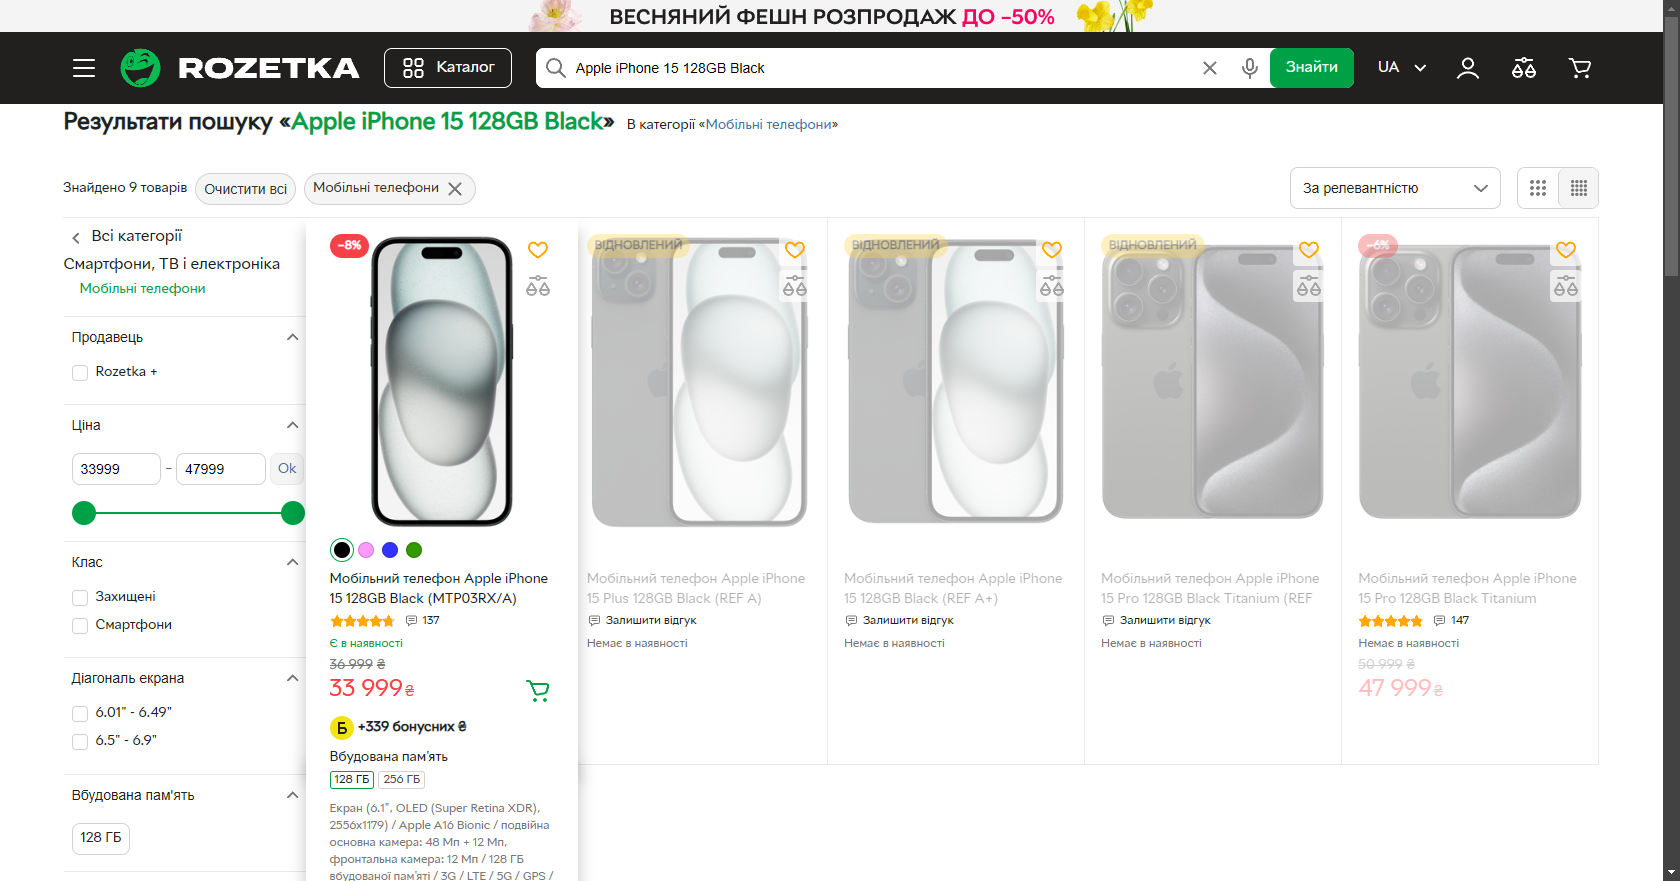 ВЕСНЯНИЙ ФЕШН РОЗПРОДАЖ ДО -50%
ROZETKA
Каталог
Apple iPhone 15 128GB Black
Знайти
UA
Результати пошуку «Apple iPhone 15 128GB Black» В категорії «Мобільні телефони»
Знайдено 9 товарів
Очистити всі
Мобільні телефони
За релевантністю
Всі категорії
Смартфони, ТВ і електроніка
Мобільні телефони
Продавець
Rozetka +
Ціна
33999 - 47999 Ok
Клас
Захищені
Смартфони
Діагональ екрана
6.01" - 6.49"
6.5" - 6.9"
Вбудована пам'ять
128 ГБ
-8%
Мобільний телефон Apple iPhone
15 128GB Black (MTP03RX/A)
137
Є в наявності
36 999 ₴
33 999 ₴
Б +339 бонусних ₴
Вбудована пам'ять
128 ГБ 256 ГБ
Екран (6.1", OLED (Super Retina XDR),
2556x1179) / Apple A16 Bionic / подвійна
основна камера: 48 Мп + 12 Мп,
фронтальна камера: 12 Мп / 128 ГБ
вбудованої пам'яті / 3G / LTE / 5G / GPS /
ВІДНОВЛЕНИЙ
Мобільний телефон Apple iPhone
15 Plus 128GB Black (REF A)
Залишити відгук
Немає в наявності
ВІДНОВЛЕНИЙ
Мобільний телефон Apple iPhone
15 128GB Black (REF A+)
Залишити відгук
Немає в наявності
ВІДНОВЛЕНИЙ
Мобільний телефон Apple iPhone
15 Pro 128GB Black Titanium (REF
Залишити відгук
Немає в наявності
-6%
Мобільний телефон Apple iPhone
15 Pro 128GB Black Titanium
147
Немає в наявності
50 999 ₴
47 999 ₴